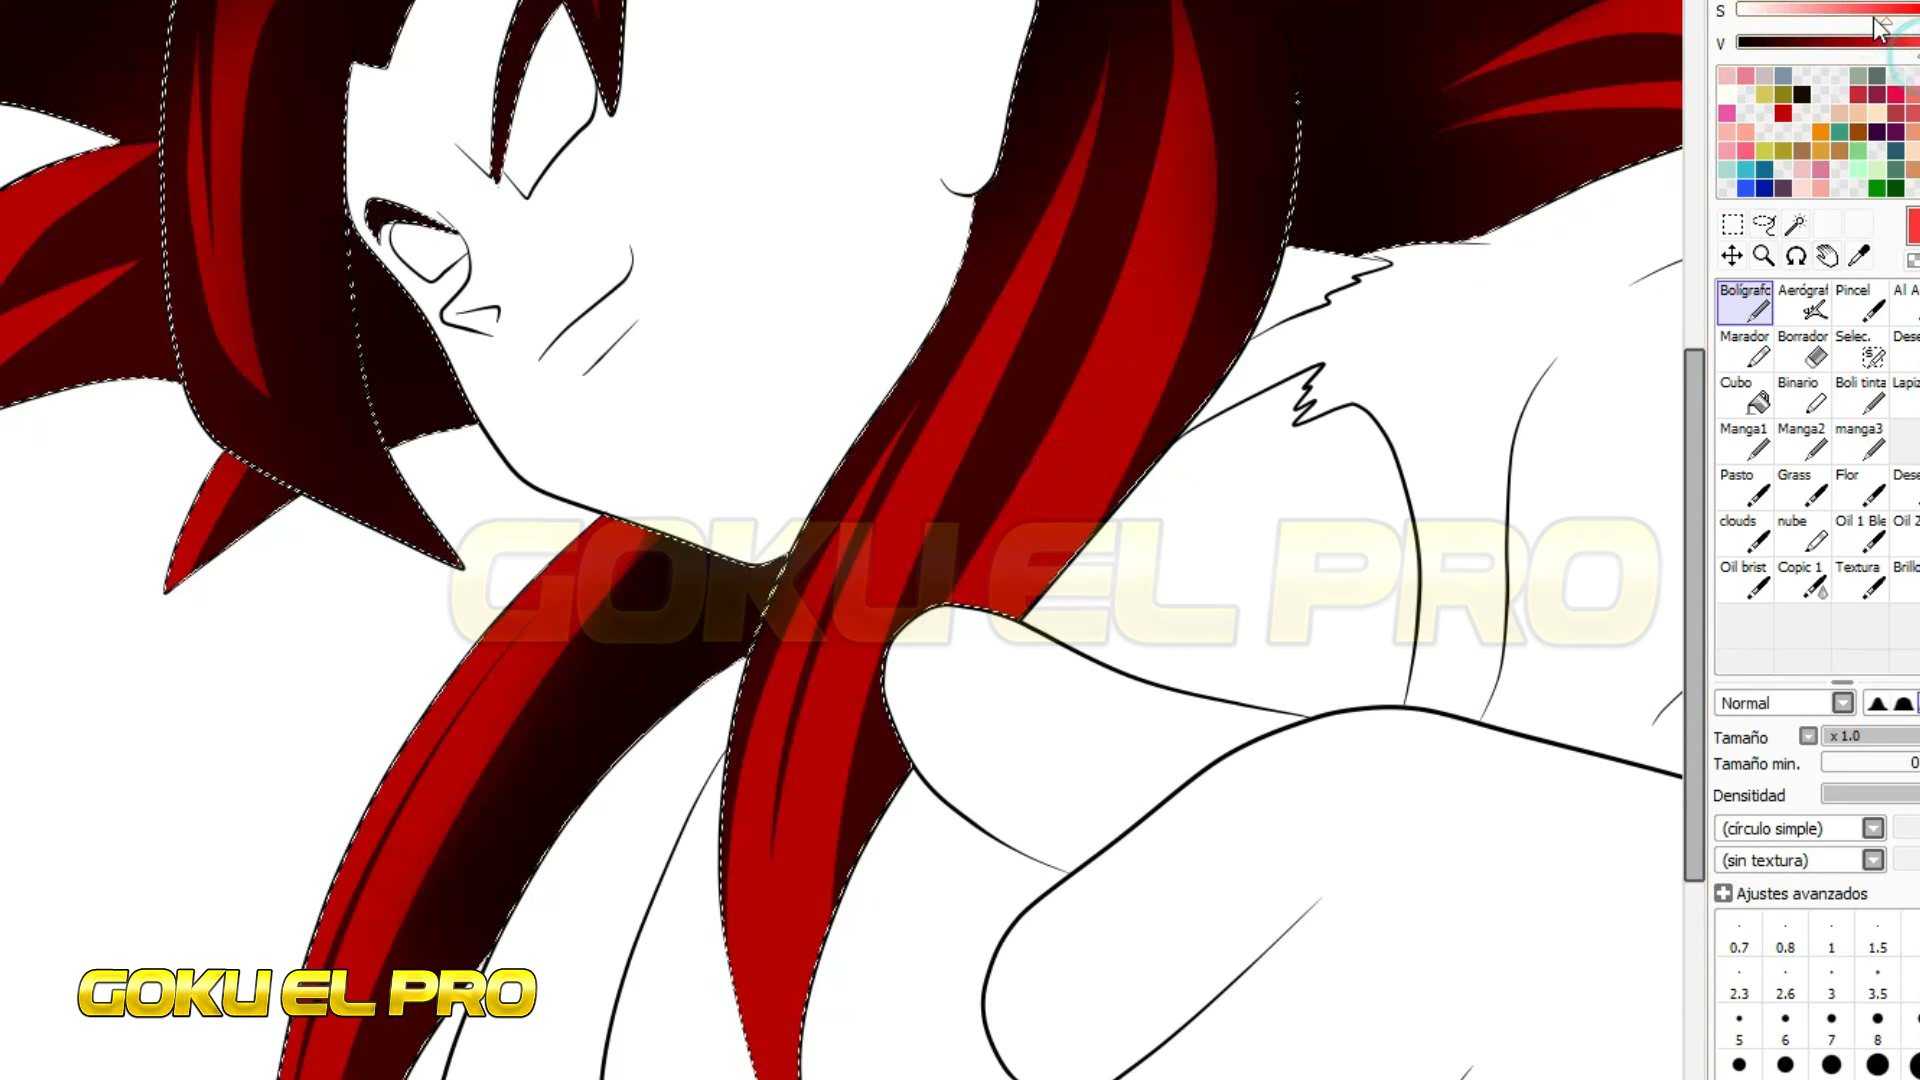 S
V
Bolígrafo Aerógraf Pincel Al A
Marador Borrador Selec. Dese
Cubo Binario Boli tinta Lapiz
Manga1 Manga2 manga3
Pasto Grass Flor Dese
clouds nube Oil 1 Ble Oil 2
Oil brist Copic 1 Textura Brillo
GOKU EL PRO
Normal
Tamaño x 1.0
Tamaño min. 0
Densitidad
(círculo simple)
(sin textura)
Ajustes avanzados
0.7 0.8 1 1.5
2.3 2.6 3 3.5
5 6 7 8
GOKU EL PRO